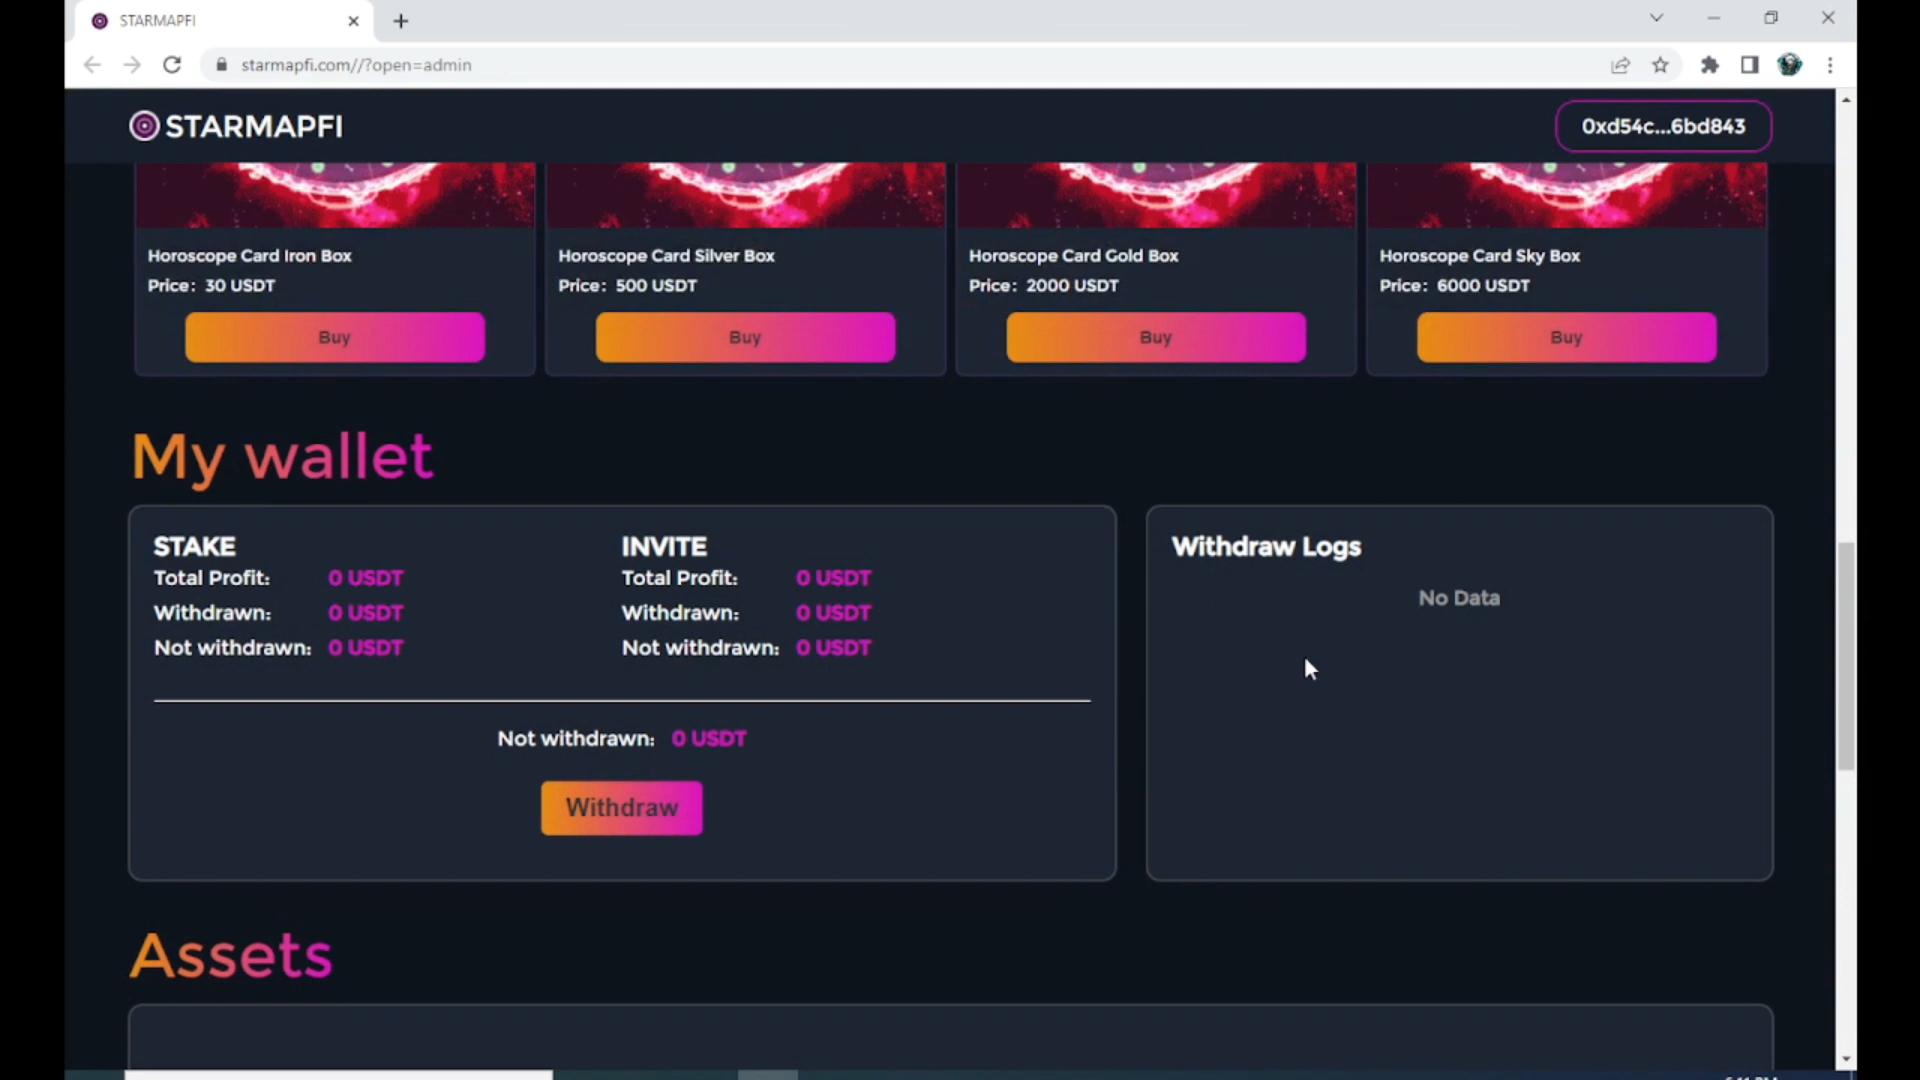 STARMAPFI
starmapfi.com//?open=admin
STARMAPFI
0xd54c...6bd843
Horoscope Card Iron Box
Price: 30 USDT
Buy
Horoscope Card Silver Box
Price: 500 USDT
Buy
Horoscope Card Gold Box
Price: 2000 USDT
Buy
Horoscope Card Sky Box
Price: 6000 USDT
Buy
My wallet
STAKE
Total Profit: 0 USDT
Withdrawn: 0 USDT
Not withdrawn: 0 USDT
INVITE
Total Profit: 0 USDT
Withdrawn: 0 USDT
Not withdrawn: 0 USDT
Not withdrawn: 0 USDT
Withdraw
Withdraw Logs
No Data
Assets